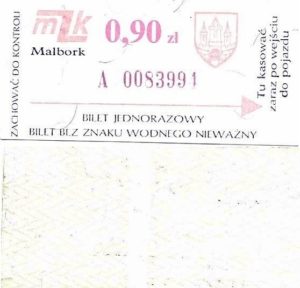 ZACHOWAĆ DO KONTROLI
mzk
Malbork
0,90 zł
A 0083991
Tu kasować
zaraz po wejściu
do pojazdu
BILET JEDNORAZOWY
BILET BEZ ZNAKU WODNEGO NIEWAŻNY